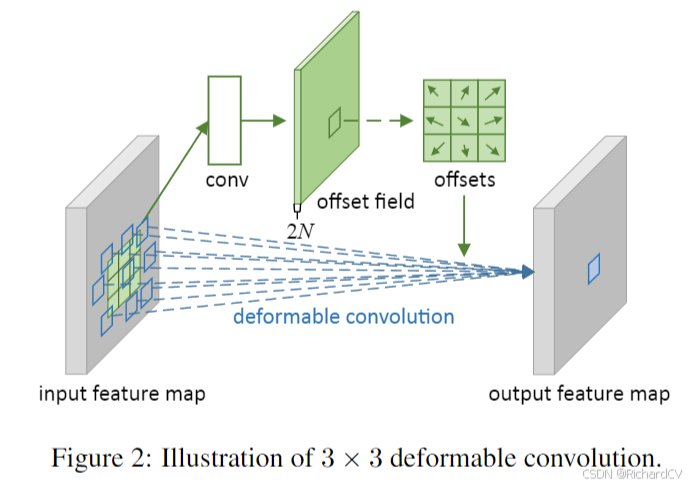 conv
offset field
offsets
2N
deformable convolution
input feature map
output feature map
Figure 2: Illustration of 3 × 3 deformable convolution.
CSDN @RichardCV